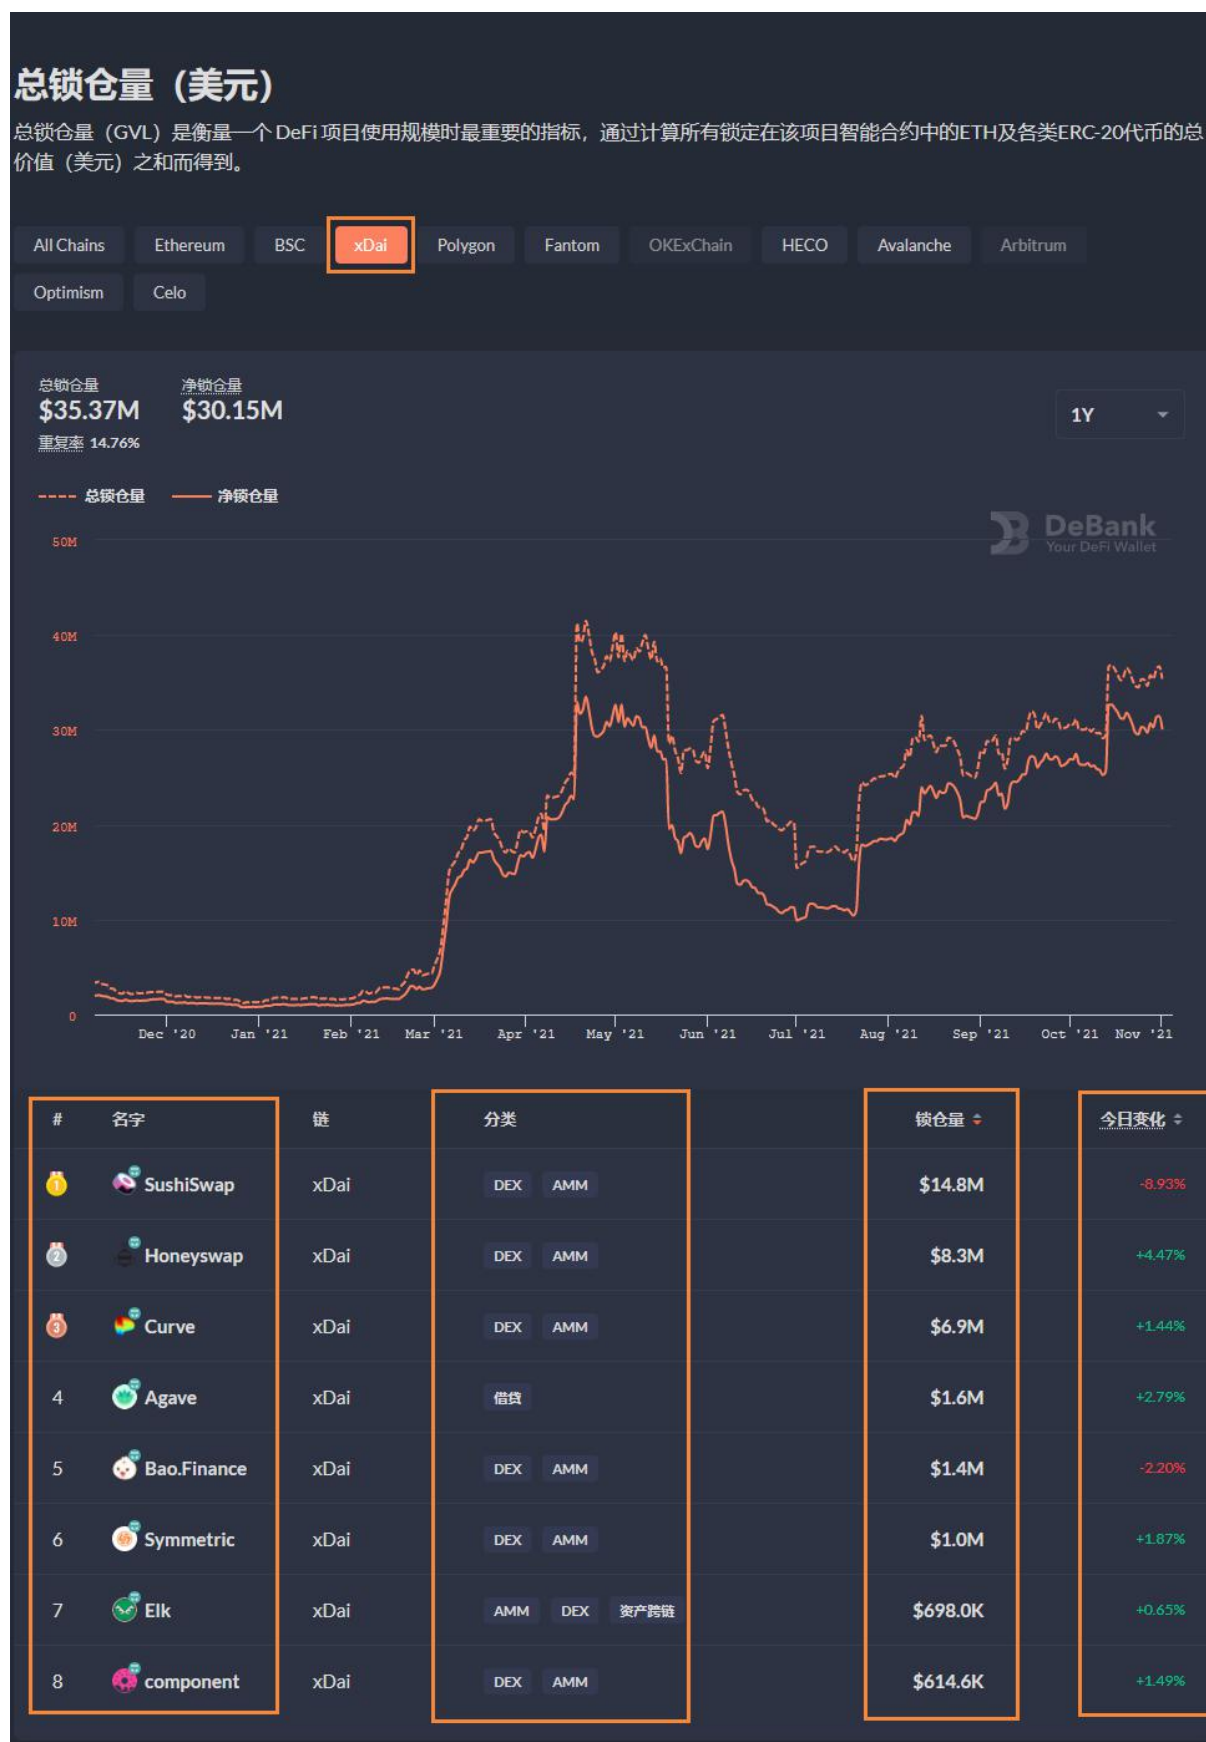 总锁仓量（美元）
总锁仓量（GVL）是衡量一个 DeFi 项目使用规模时最重要的指标，通过计算所有锁定在该项目智能合约中的ETH及各类ERC-20代币的总
价值（美元）之和而得到。
All Chains Ethereum BSC xDai Polygon Fantom OKExChain HECO Avalanche Arbitrum
Optimism Celo
总锁仓量 净锁仓量
$35.37M $30.15M 1Y
重复率 14.76%
总锁仓量 净锁仓量
DeBank
Your DeFi Wallet
50M
40M
30M
20M
10M
0
Dec '20 Jan '21 Feb '21 Mar '21 Apr '21 May '21 Jun '21 Jul '21 Aug '21 Sep '21 Oct '21 Nov '21
# 名字 链 分类 锁仓量 今日变化
1 SushiSwap xDai DEX AMM $14.8M -8.93%
2 Honeyswap xDai DEX AMM $8.3M +4.47%
3 Curve xDai DEX AMM $6.9M +1.44%
4 Agave xDai 借贷 $1.6M +2.79%
5 Bao.Finance xDai DEX AMM $1.4M -2.20%
6 Symmetric xDai DEX AMM $1.0M +1.87%
7 Elk xDai AMM DEX 资产跨链 $698.0K +0.65%
8 component xDai DEX AMM $614.6K +1.49%